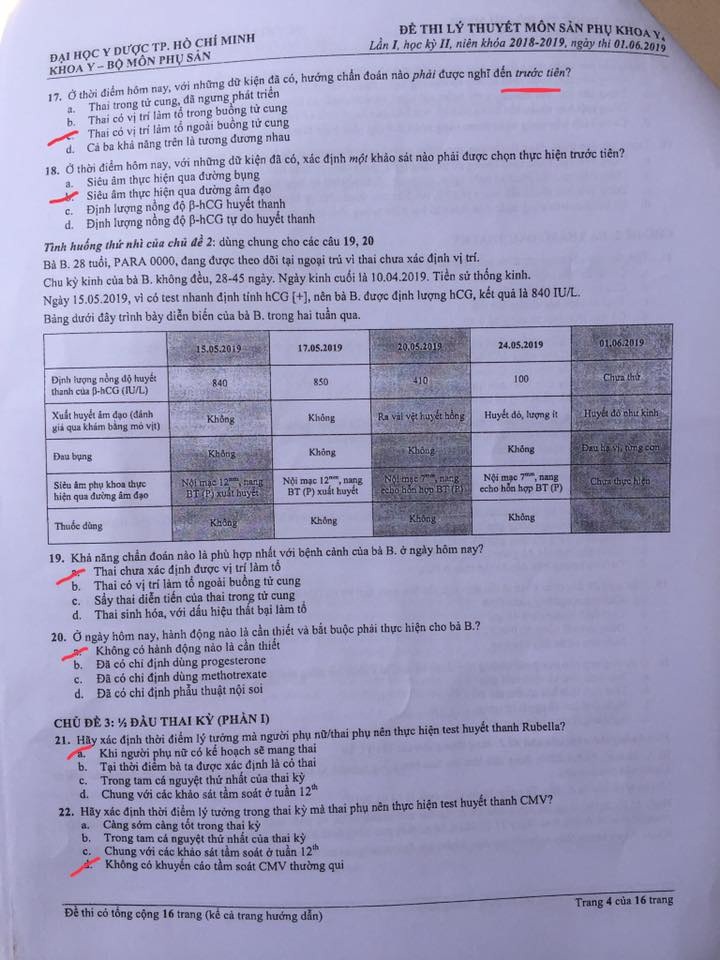 ĐẠI HỌC Y DƯỢC TP. HỒ CHÍ MINH
KHOA Y – BỘ MÔN PHỤ SẢN
ĐỀ THI LÝ THUYẾT MÔN SẢN PHỤ KHOA Y4
Lần I, học kỳ II, niên khóa 2018-2019, ngày thi 01.06.2019
17. Ở thời điểm hôm nay, với những dữ kiện đã có, hướng chẩn đoán nào phải được nghĩ đến trước tiên?
a. Thai trong tử cung, đã ngưng phát triển
b. Thai có vị trí làm tổ trong buồng tử cung
c. Thai có vị trí làm tổ ngoài buồng tử cung
d. Cả ba khả năng trên là tương đương nhau
18. Ở thời điểm hôm nay, với những dữ kiện đã có, xác định một khảo sát nào phải được chọn thực hiện trước tiên?
a. Siêu âm thực hiện qua đường bụng
b. Siêu âm thực hiện qua đường âm đạo
c. Định lượng nồng độ β-hCG huyết thanh
d. Định lượng nồng độ β-hCG tự do huyết thanh
Tình huống thứ nhì của chủ đề 2: dùng chung cho các câu 19, 20
Bà B. 28 tuổi, PARA 0000, đang được theo dõi tại ngoại trú vì thai chưa xác định vị trí.
Chu kỳ kinh của bà B. không đều, 28-45 ngày. Ngày kinh cuối là 10.04.2019. Tiền sử thống kinh.
Ngày 15.05.2019, vì có test nhanh định tính hCG [+], nên bà B. được định lượng hCG, kết quả là 840 IU/L.
Bảng dưới đây trình bày diễn biến của bà B. trong hai tuần qua.
15.05.2019 17.05.2019 20.05.2019 24.05.2019 01.06.2019
Định lượng nồng độ huyết thanh của β-hCG (IU/L) 840 850 410 100 Chưa thử
Xuất huyết âm đạo (đánh giá qua khám bằng mỏ vịt) Không Không Ra vài vệt huyết hồng Huyết đỏ, lượng ít Huyết đỏ như kinh
Đau bụng Không Không Không Không Đau hạ vị, từng cơn
Siêu âm phụ khoa thực hiện qua đường âm đạo Nội mạc 12mm, nang BT (P) xuất huyết Nội mạc 12mm, nang BT (P) xuất huyết Nội mạc 7mm, nang echo hỗn hợp BT (P) Nội mạc 7mm, nang echo hỗn hợp BT (P) Chưa thực hiện
Thuốc dùng Không Không Không Không
19. Khả năng chẩn đoán nào là phù hợp nhất với bệnh cảnh của bà B. ở ngày hôm nay?
a. Thai chưa xác định được vị trí làm tổ
b. Thai có vị trí làm tổ ngoài buồng tử cung
c. Sẩy thai diễn tiến của thai trong tử cung
d. Thai sinh hóa, với dấu hiệu thất bại làm tổ
20. Ở ngày hôm nay, hành động nào là cần thiết và bắt buộc phải thực hiện cho bà B.?
a. Không có hành động nào là cần thiết
b. Đã có chỉ định dùng progesterone
c. Đã có chỉ định dùng methotrexate
d. Đã có chỉ định phẫu thuật nội soi
CHỦ ĐỀ 3: ½ ĐẦU THAI KỲ (PHẦN I)
21. Hãy xác định thời điểm lý tưởng mà người phụ nữ/thai phụ nên thực hiện test huyết thanh Rubella?
a. Khi người phụ nữ có kế hoạch sẽ mang thai
b. Tại thời điểm bà ta được xác định là có thai
c. Trong tam cá nguyệt thứ nhất của thai kỳ
d. Chung với các khảo sát tầm soát ở tuần 12th
22. Hãy xác định thời điểm lý tưởng trong thai kỳ mà thai phụ nên thực hiện test huyết thanh CMV?
a. Càng sớm càng tốt trong thai kỳ
b. Trong tam cá nguyệt thứ nhất của thai kỳ
c. Chung với các khảo sát tầm soát ở tuần 12th
d. Không có khuyến cáo tầm soát CMV thường qui
Đề thi có tổng cộng 16 trang (kể cả trang hướng dẫn)
Trang 4 của 16 trang